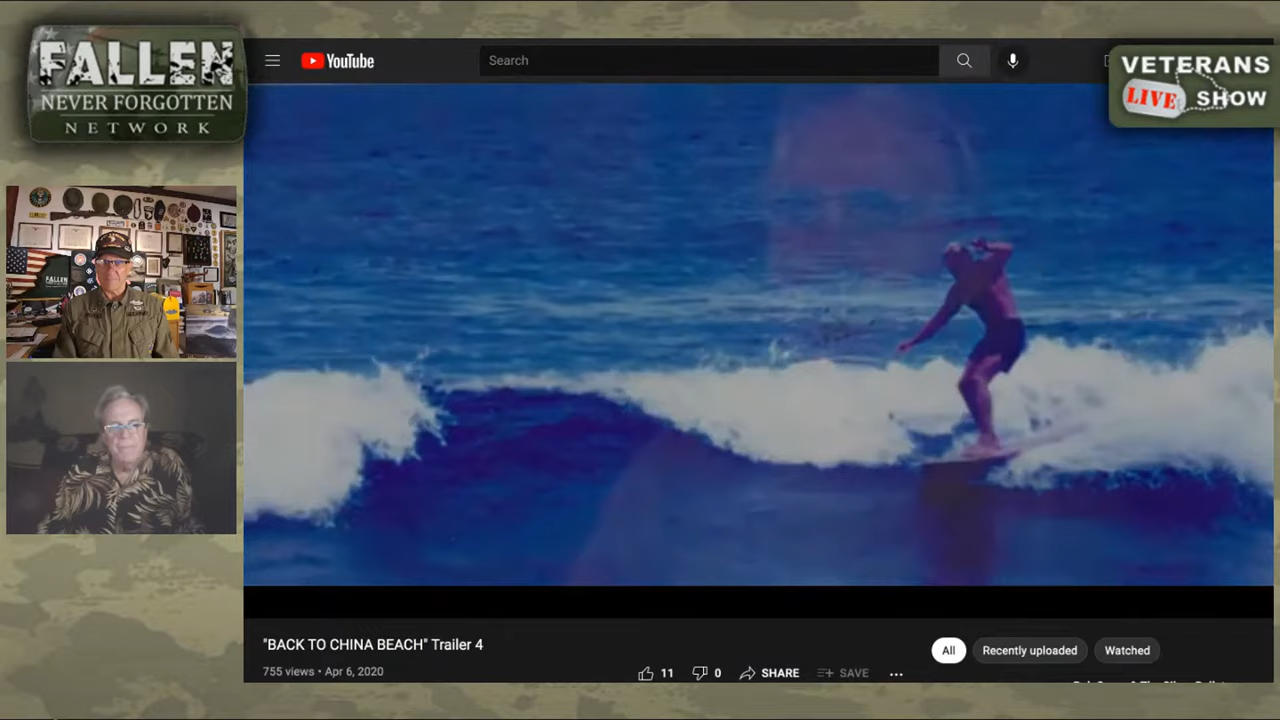 FALLEN
NEVER FORGOTTEN
NETWORK
YouTube
Search
VETERANS
LIVE SHOW
FALLEN
"BACK TO CHINA BEACH" Trailer 4
755 views • Apr 6, 2020
11
0
SHARE
SAVE
All
Recently uploaded
Watched